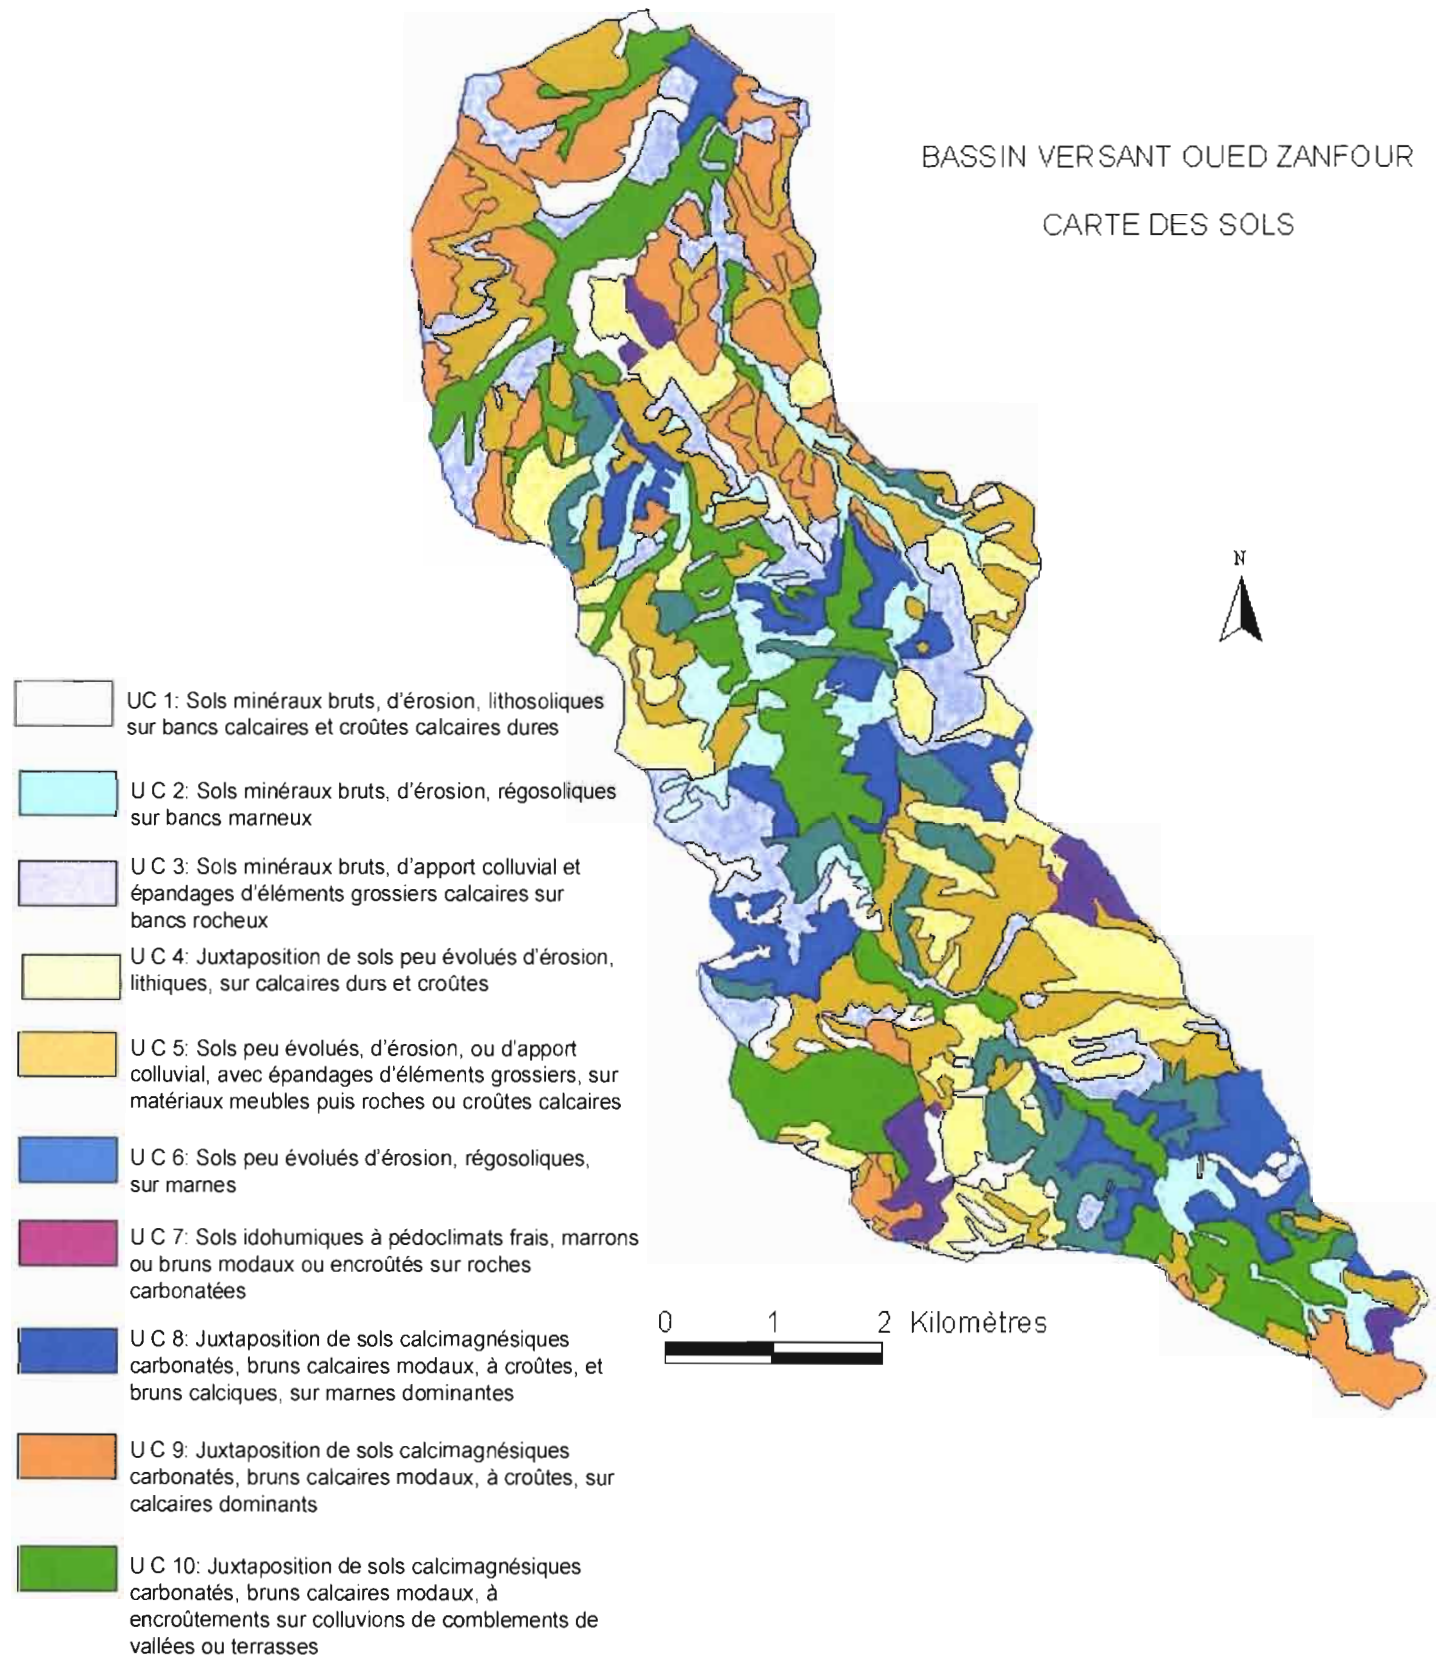 BASSIN VERSANT OUED ZANFOUR
CARTE DES SOLS
N
UC 1: Sols minéraux bruts, d'érosion, lithosoliques
sur bancs calcaires et croûtes calcaires dures
U C 2: Sols minéraux bruts, d'érosion, régosoliques
sur bancs marneux
U C 3: Sols minéraux bruts, d'apport colluvial et
épandages d'éléments grossiers calcaires sur
bancs rocheux
U C 4: Juxtaposition de sols peu évolués d'érosion,
lithiques, sur calcaires durs et croûtes
U C 5: Sols peu évolués, d'érosion, ou d'apport
colluvial, avec épandages d'éléments grossiers, sur
matériaux meubles puis roches ou croûtes calcaires
U C 6: Sols peu évolués d'érosion, régosoliques,
sur marnes
U C 7: Sols idohumiques à pédoclimats frais, marrons
ou bruns modaux ou encroûtés sur roches
carbonatées
U C 8: Juxtaposition de sols calcimagnésiques
carbonatés, bruns calcaires modaux, à croûtes, et
bruns calciques, sur marnes dominantes
U C 9: Juxtaposition de sols calcimagnésiques
carbonatés, bruns calcaires modaux, à croûtes, sur
calcaires dominants
U C 10: Juxtaposition de sols calcimagnésiques
carbonatés, bruns calcaires modaux, à
encroûtements sur colluvions de comblements de
vallées ou terrasses
0 1 2 Kilomètres